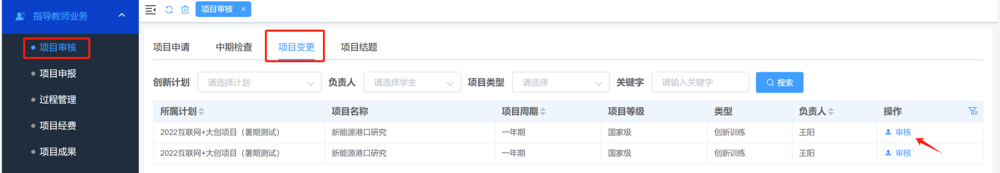 指导教师业务
项目审核
项目申报
过程管理
项目经费
项目成果
项目审核 ×
项目申请 中期检查 项目变更 项目结题
创新计划 请选择计划 负责人 请选择学生 项目类型 请选择 关键字 请输入关键字 搜索
所属计划 项目名称 项目周期 项目等级 类型 负责人 操作
2022互联网+大创项目（暑期测试） 新能源港口研究 一年期 国家级 创新训练 王阳 审核
2022互联网+大创项目（暑期测试） 新能源港口研究 一年期 国家级 创新训练 王阳 审核